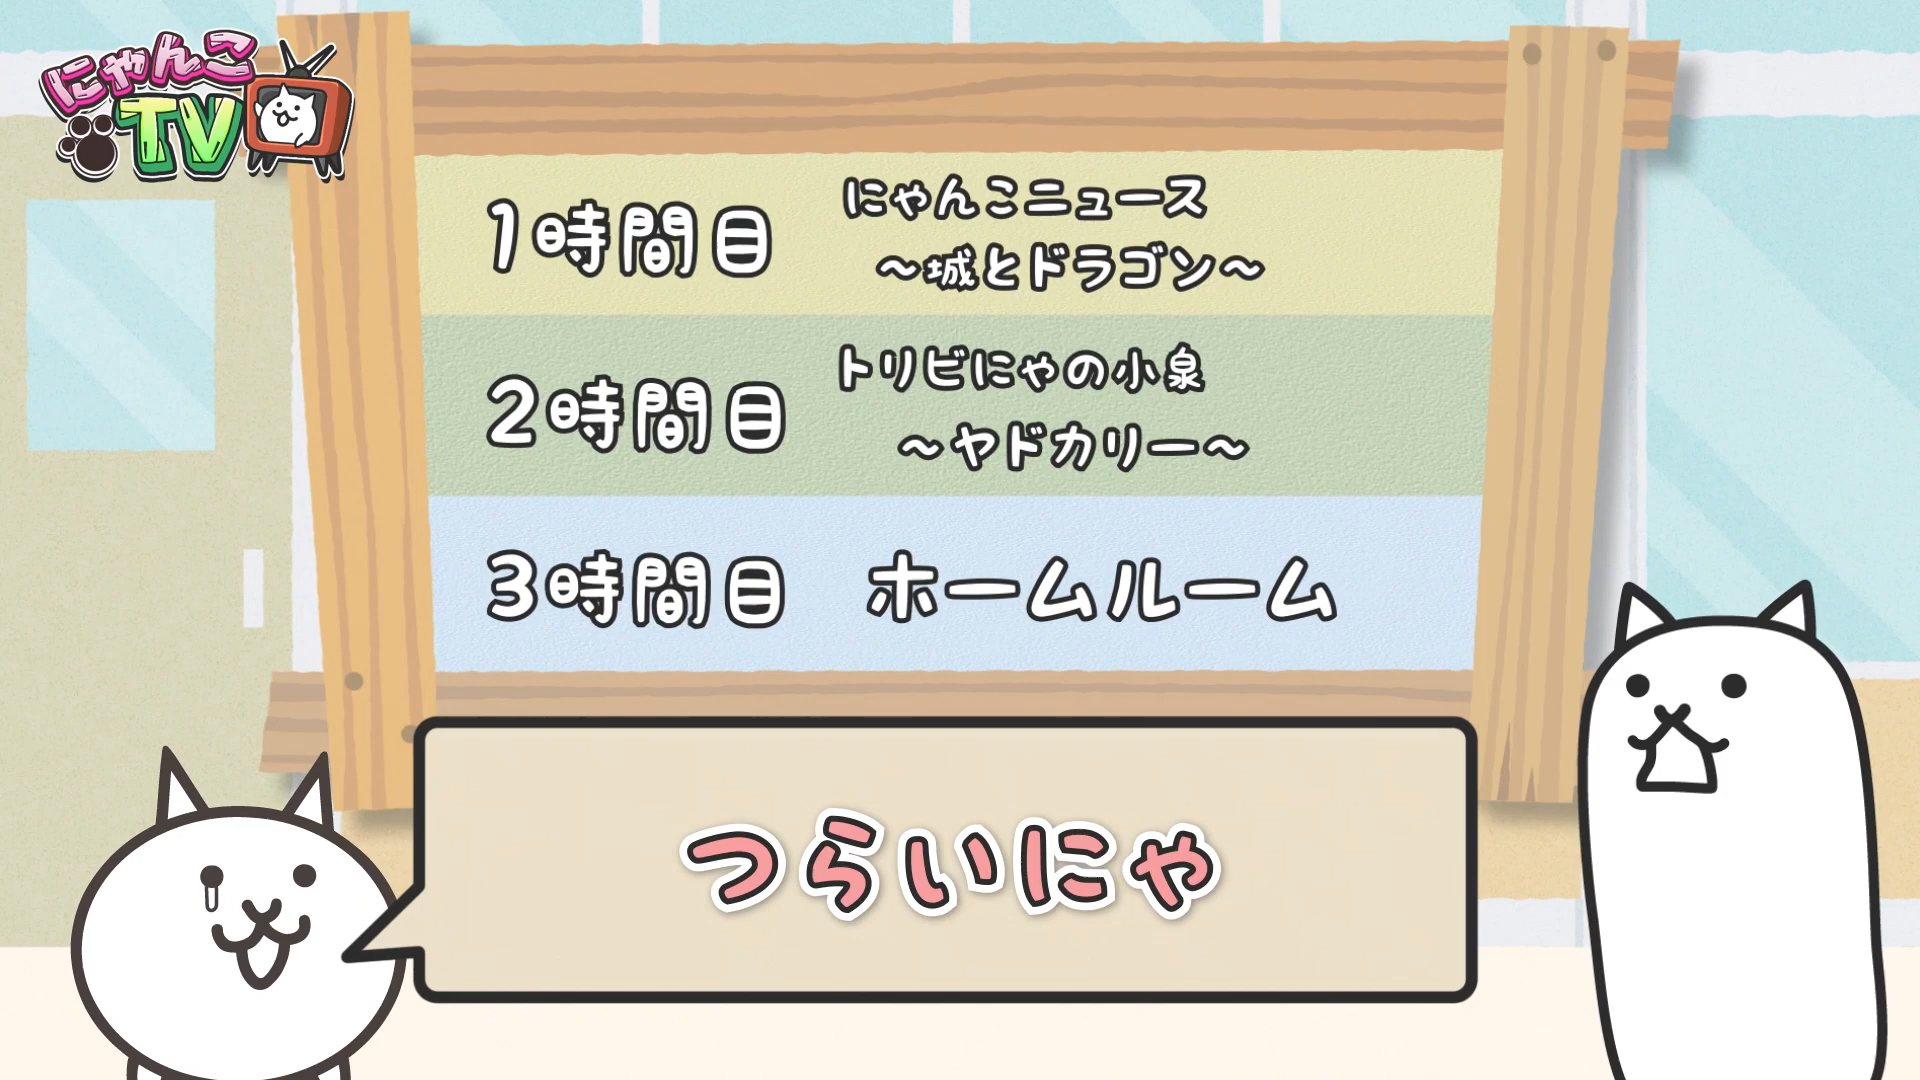 にゃんこ
TV
1時間目
にゃんこニュース
～城とドラゴン～
2時間目
トリビにゃの小泉
～ヤドカリー～
3時間目 ホームルーム
つらいにゃ